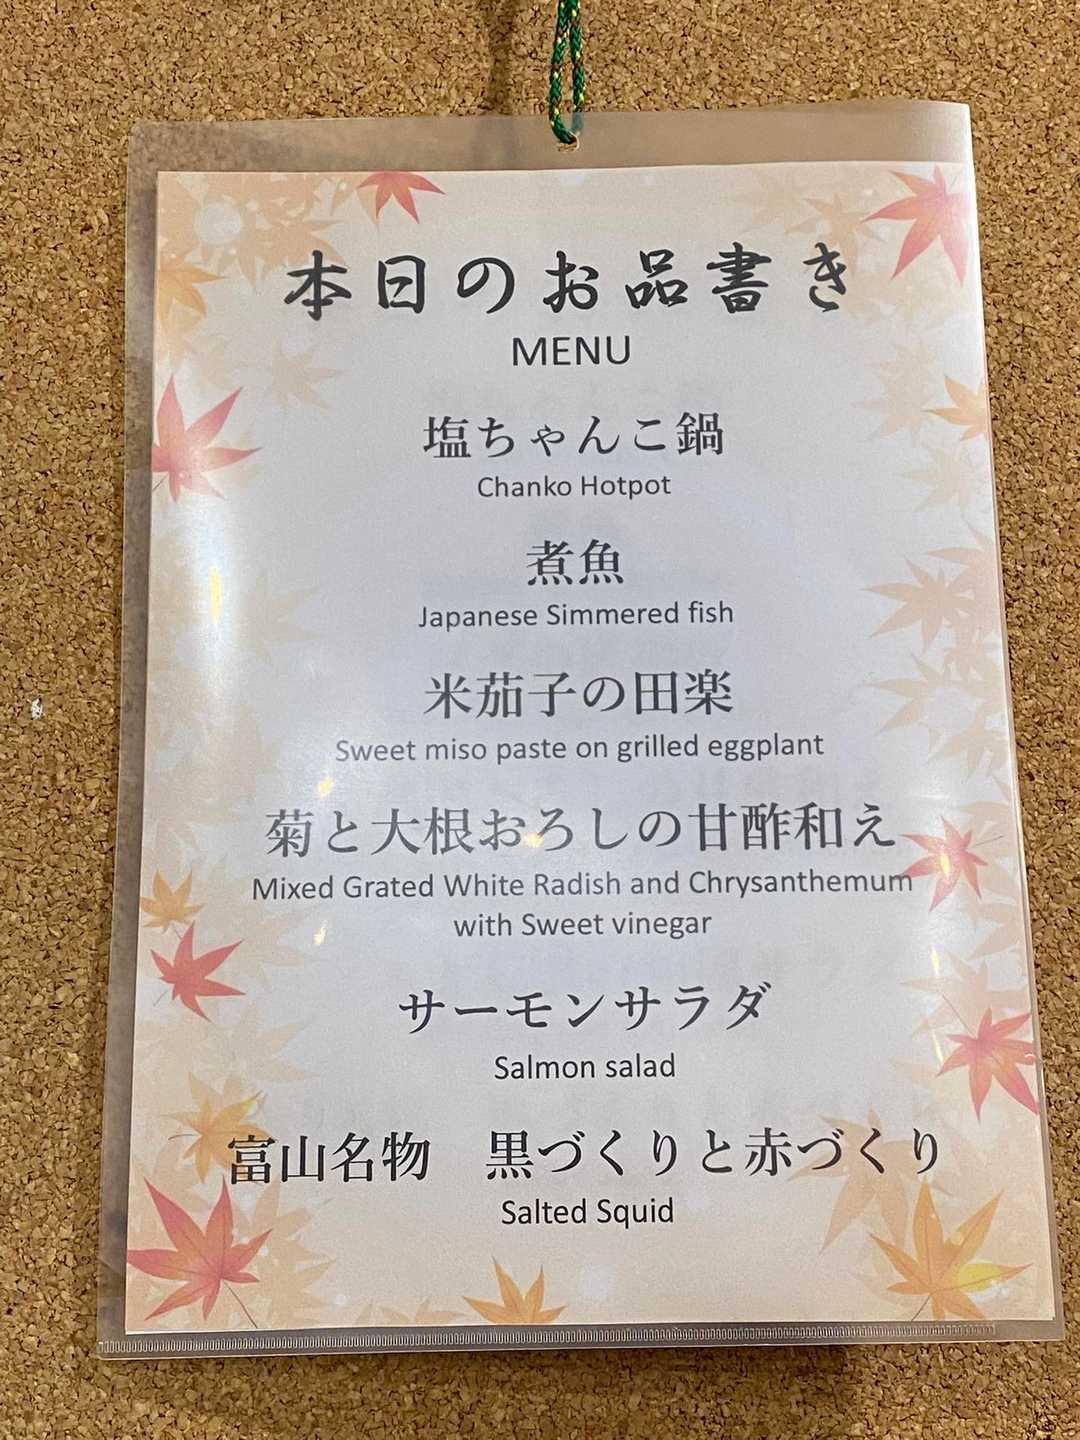 本日のお品書き
MENU
塩ちゃんこ鍋
Chanko Hotpot
煮魚
Japanese Simmered fish
米茄子の田楽
Sweet miso paste on grilled eggplant
菊と大根おろしの甘酢和え
Mixed Grated White Radish and Chrysanthemum
with Sweet vinegar
サーモンサラダ
Salmon salad
富山名物　黒づくりと赤づくり
Salted Squid